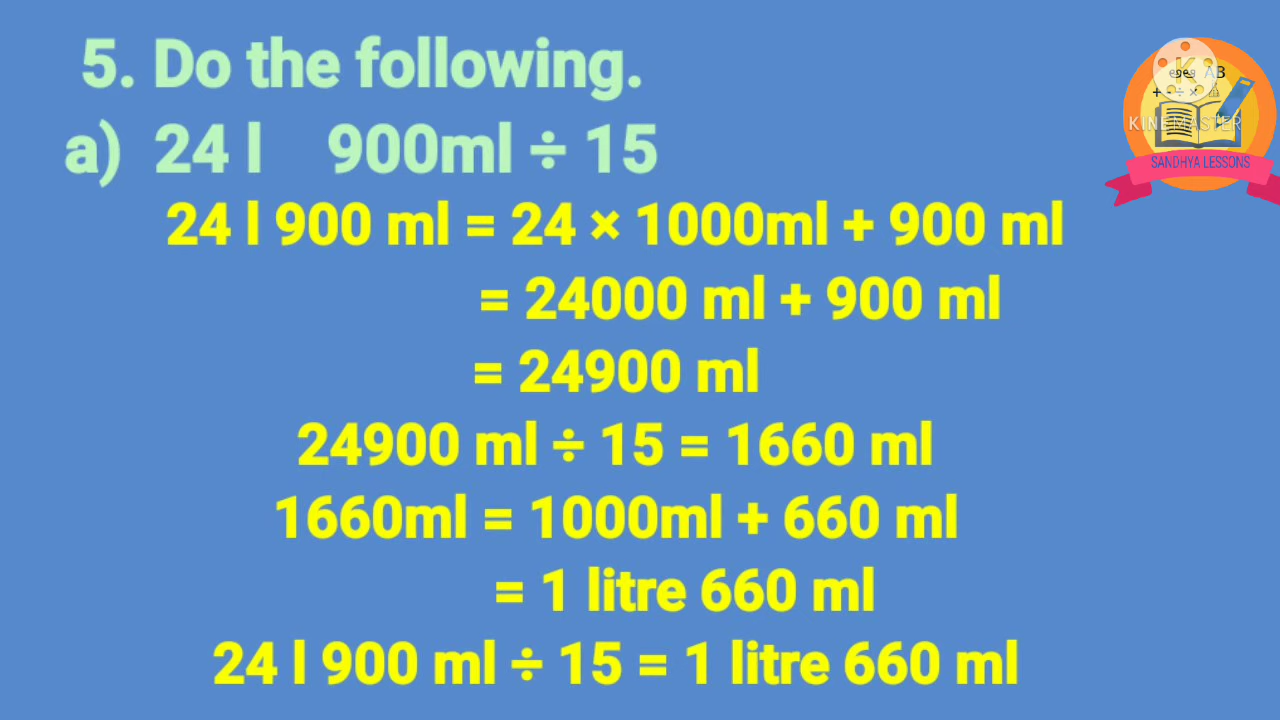 5. Do the following.
a) 24 l 900ml ÷ 15
24 l 900 ml = 24 × 1000ml + 900 ml
= 24000 ml + 900 ml
= 24900 ml
24900 ml ÷ 15 = 1660 ml
1660ml = 1000ml + 660 ml
= 1 litre 660 ml
24 l 900 ml ÷ 15 = 1 litre 660 ml
K
AB
+ - ÷ ×
KINEMASTER
SANDHYA LESSONS